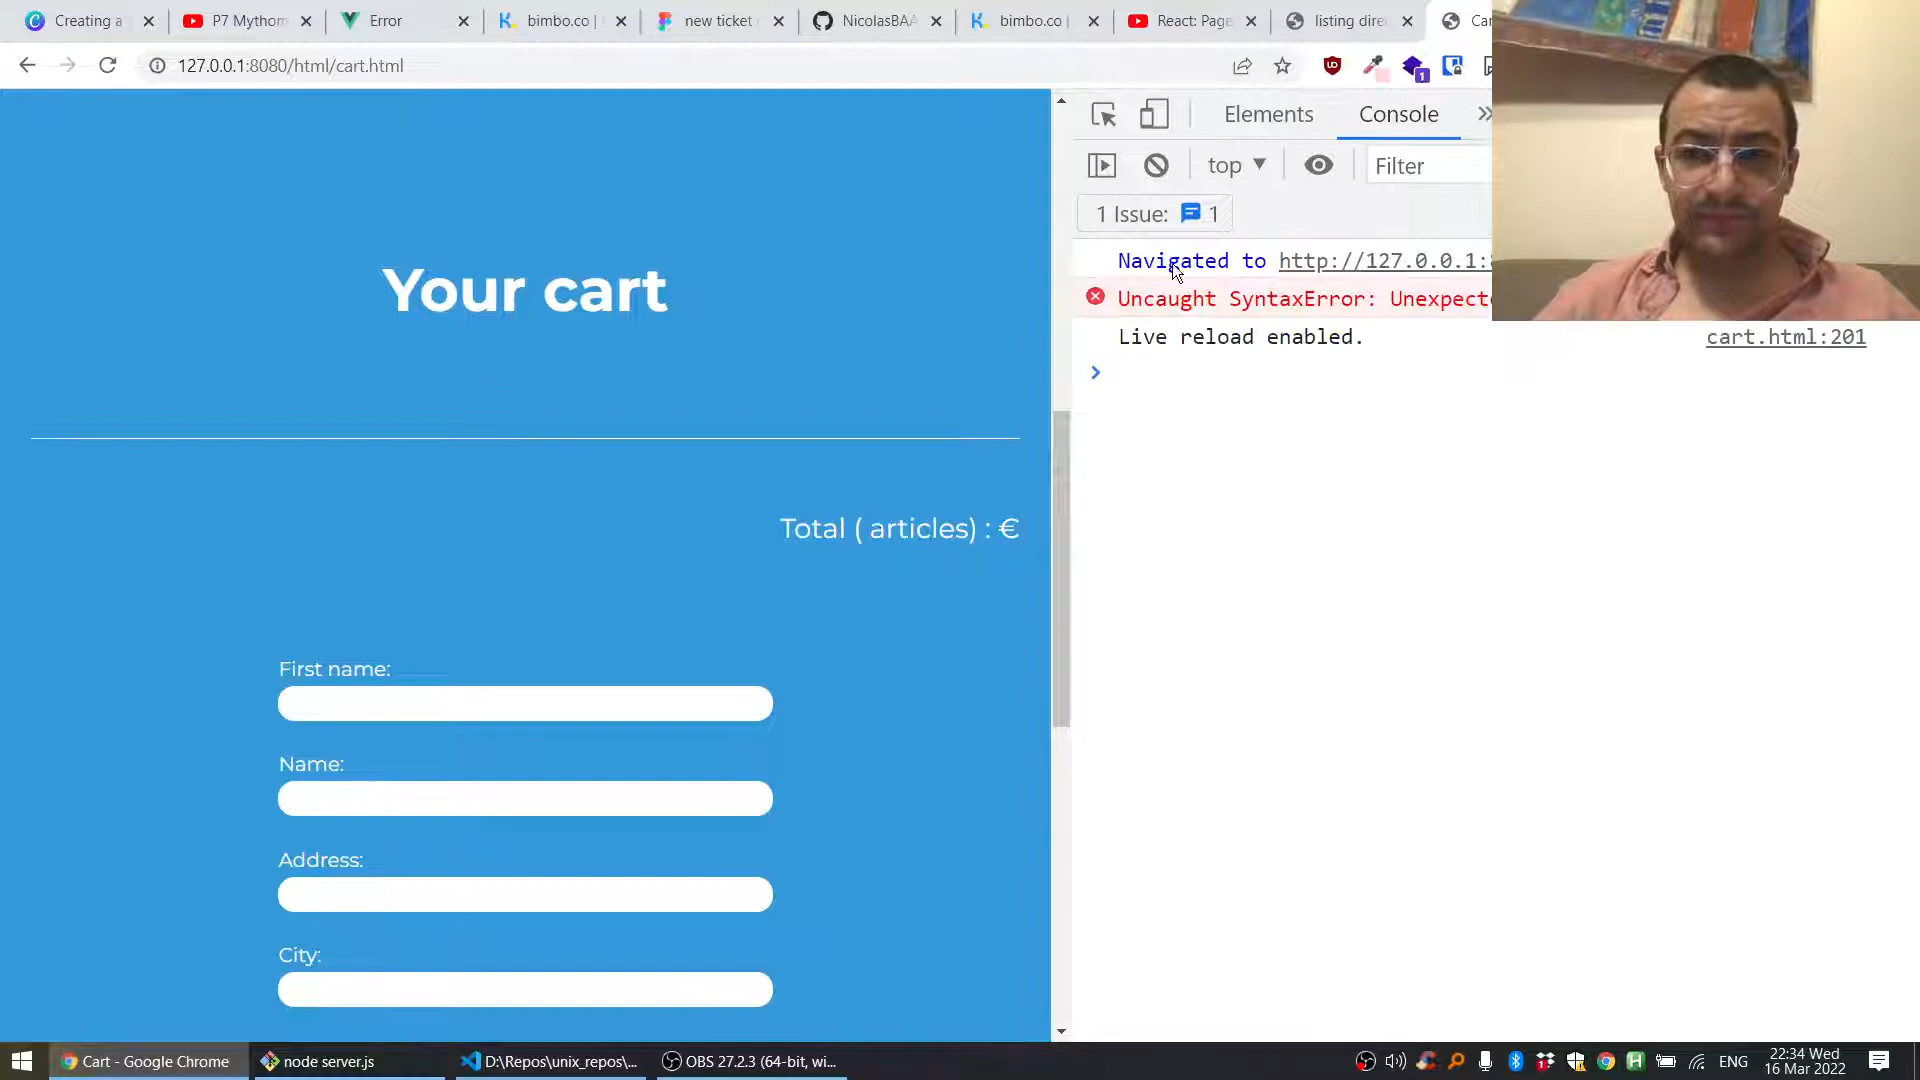 Creating a
P7 Mythom
Error
bimbo.co |
new ticket
NicolasBAA
bimbo.co |
React: Page
listing dire
Car
127.0.0.1:8080/html/cart.html
1
Elements
Console
top
Filter
1 Issue:
1
Navigated to http://127.0.0.1:
Uncaught SyntaxError: Unexpect
Live reload enabled.
cart.html:201
Your cart
Total ( articles) : €
First name:
Name:
Address:
City:
Cart - Google Chrome
node server.js
D:\Repos\unix_repos\...
OBS 27.2.3 (64-bit, wi...
ENG
22:34 Wed
16 Mar 2022